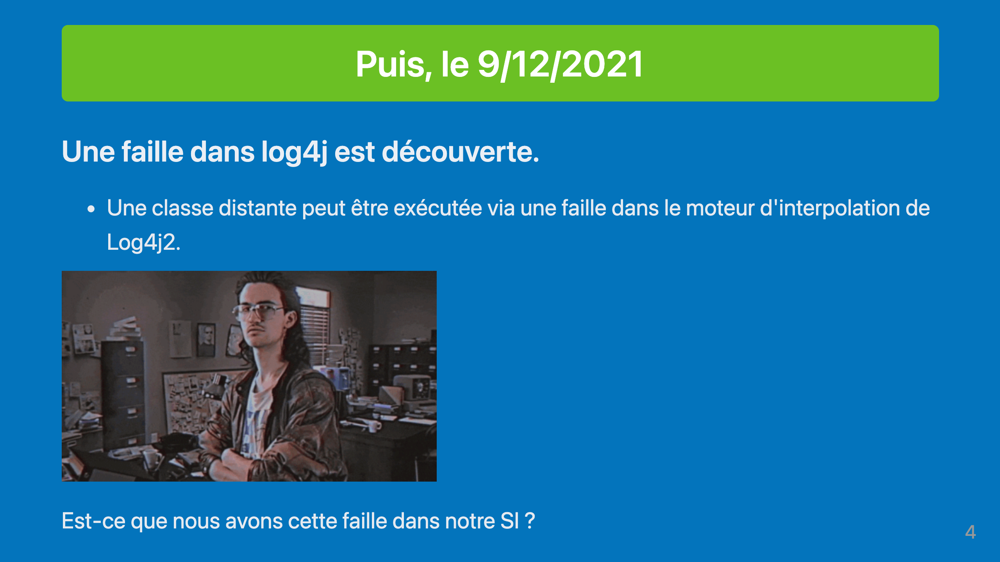 Puis, le 9/12/2021
Une faille dans log4j est découverte.
• Une classe distante peut être exécutée via une faille dans le moteur d'interpolation de
Log4j2.
Est-ce que nous avons cette faille dans notre SI ?
4